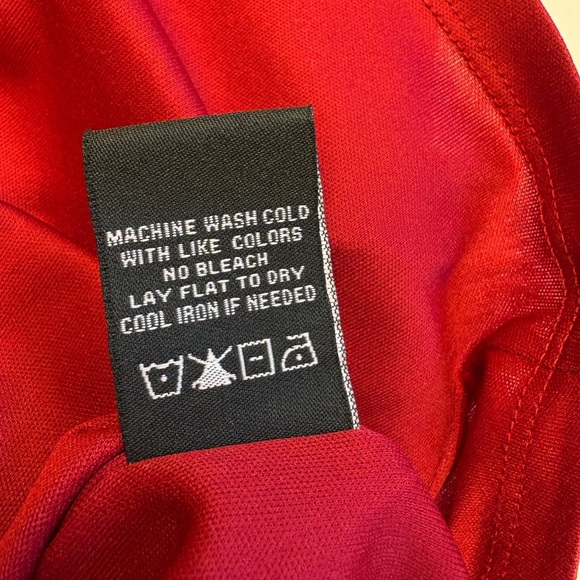 MACHINE WASH COLD
WITH LIKE COLORS
NO BLEACH
LAY FLAT TO DRY
COOL IRON IF NEEDED